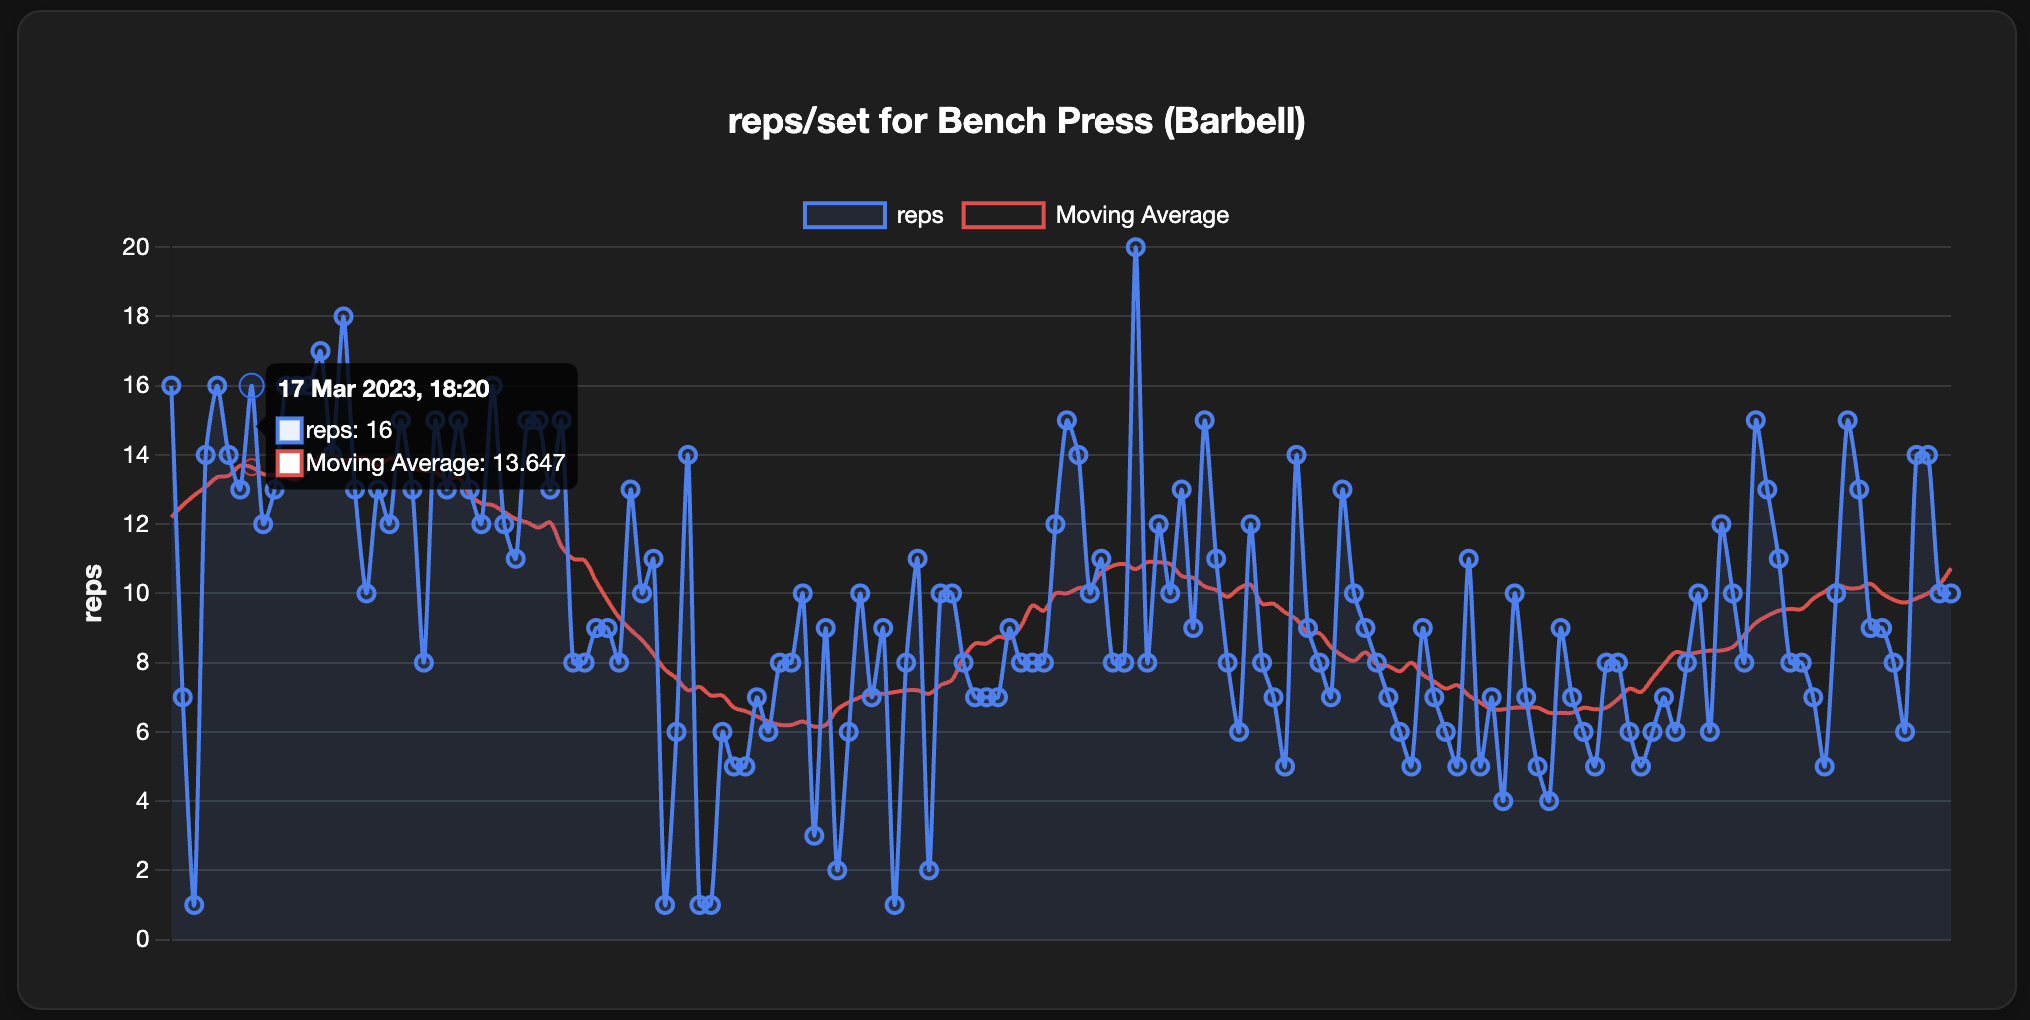 reps/set for Bench Press (Barbell)
reps
Moving Average
20
18
16
14
12
10
8
6
4
2
0
reps
17 Mar 2023, 18:20
reps: 16
Moving Average: 13.647